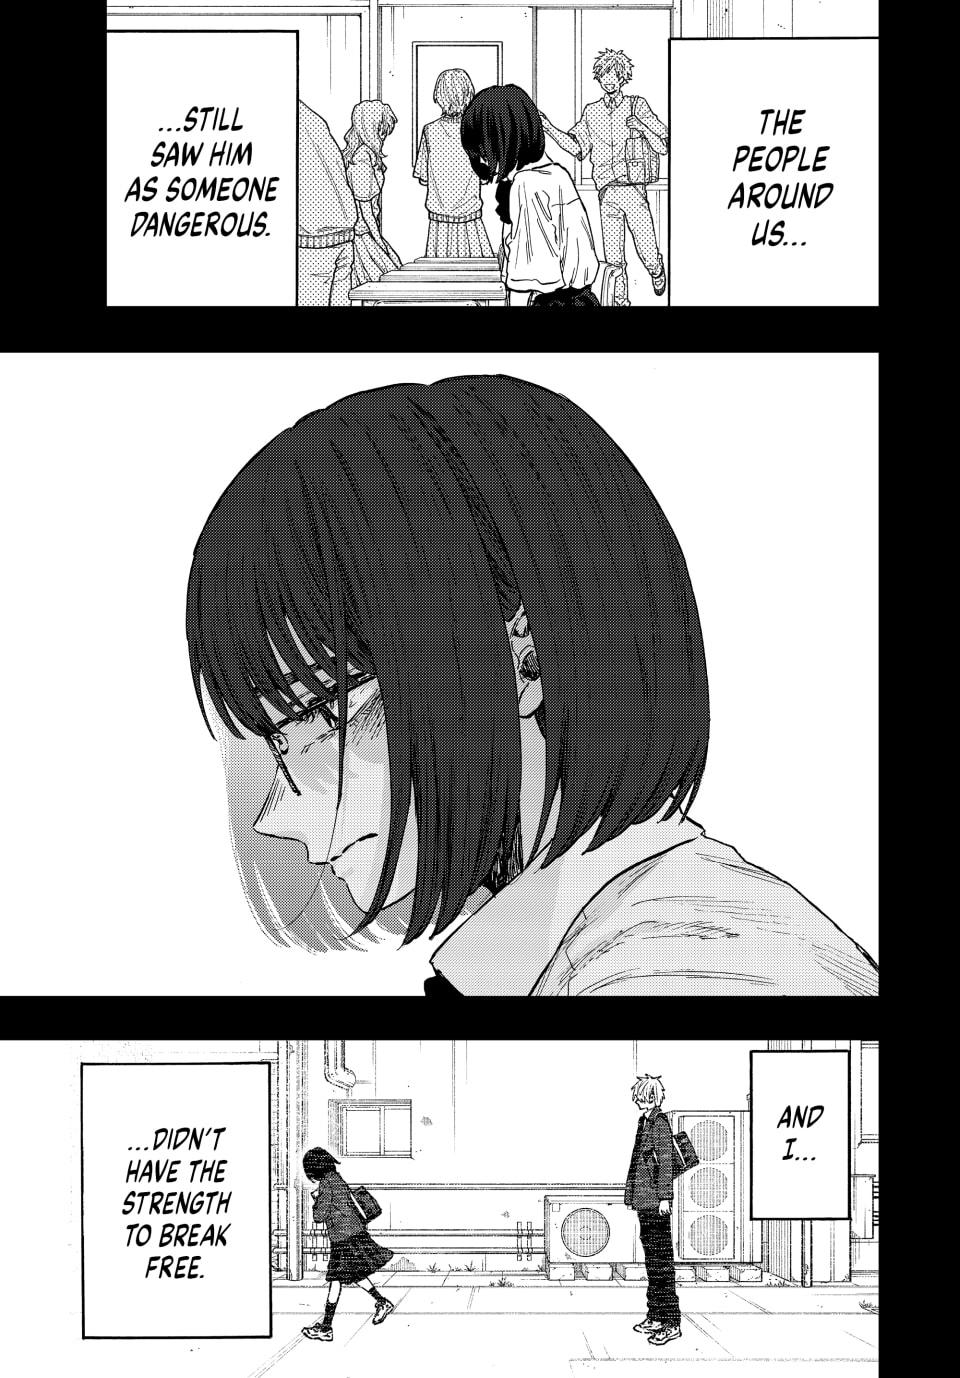 THE
PEOPLE
AROUND
US...
...STILL
SAW HIM
AS SOMEONE
DANGEROUS.
AND
I...
...DIDN'T
HAVE THE
STRENGTH
TO BREAK
FREE.